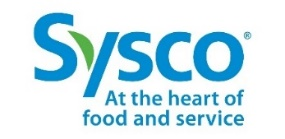 Sysco®
At the heart of
food and service